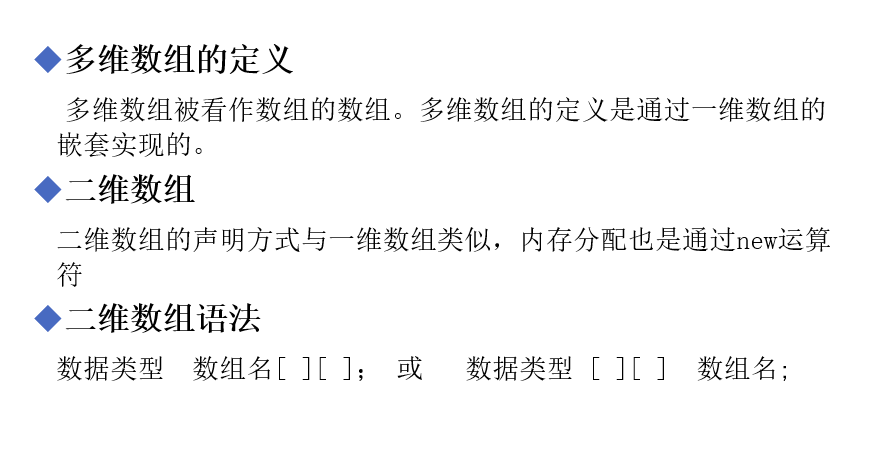 ◆多维数组的定义
多维数组被看作数组的数组。多维数组的定义是通过一维数组的
嵌套实现的。
◆二维数组
二维数组的声明方式与一维数组类似，内存分配也是通过new运算
符
◆二维数组语法
数据类型 数组名[ ][ ]; 或 数据类型 [ ][ ] 数组名;